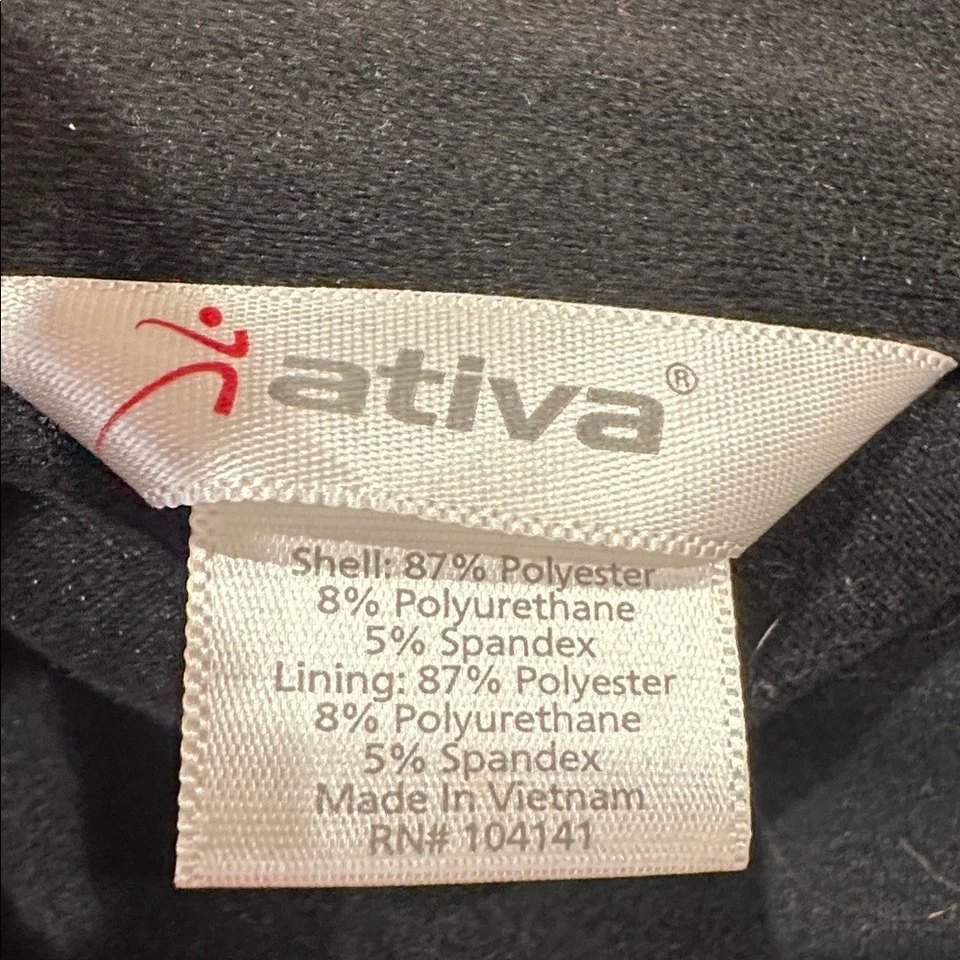 ativa®
Shell: 87% Polyester
8% Polyurethane
5% Spandex
Lining: 87% Polyester
8% Polyurethane
5% Spandex
Made In Vietnam
RN# 104141